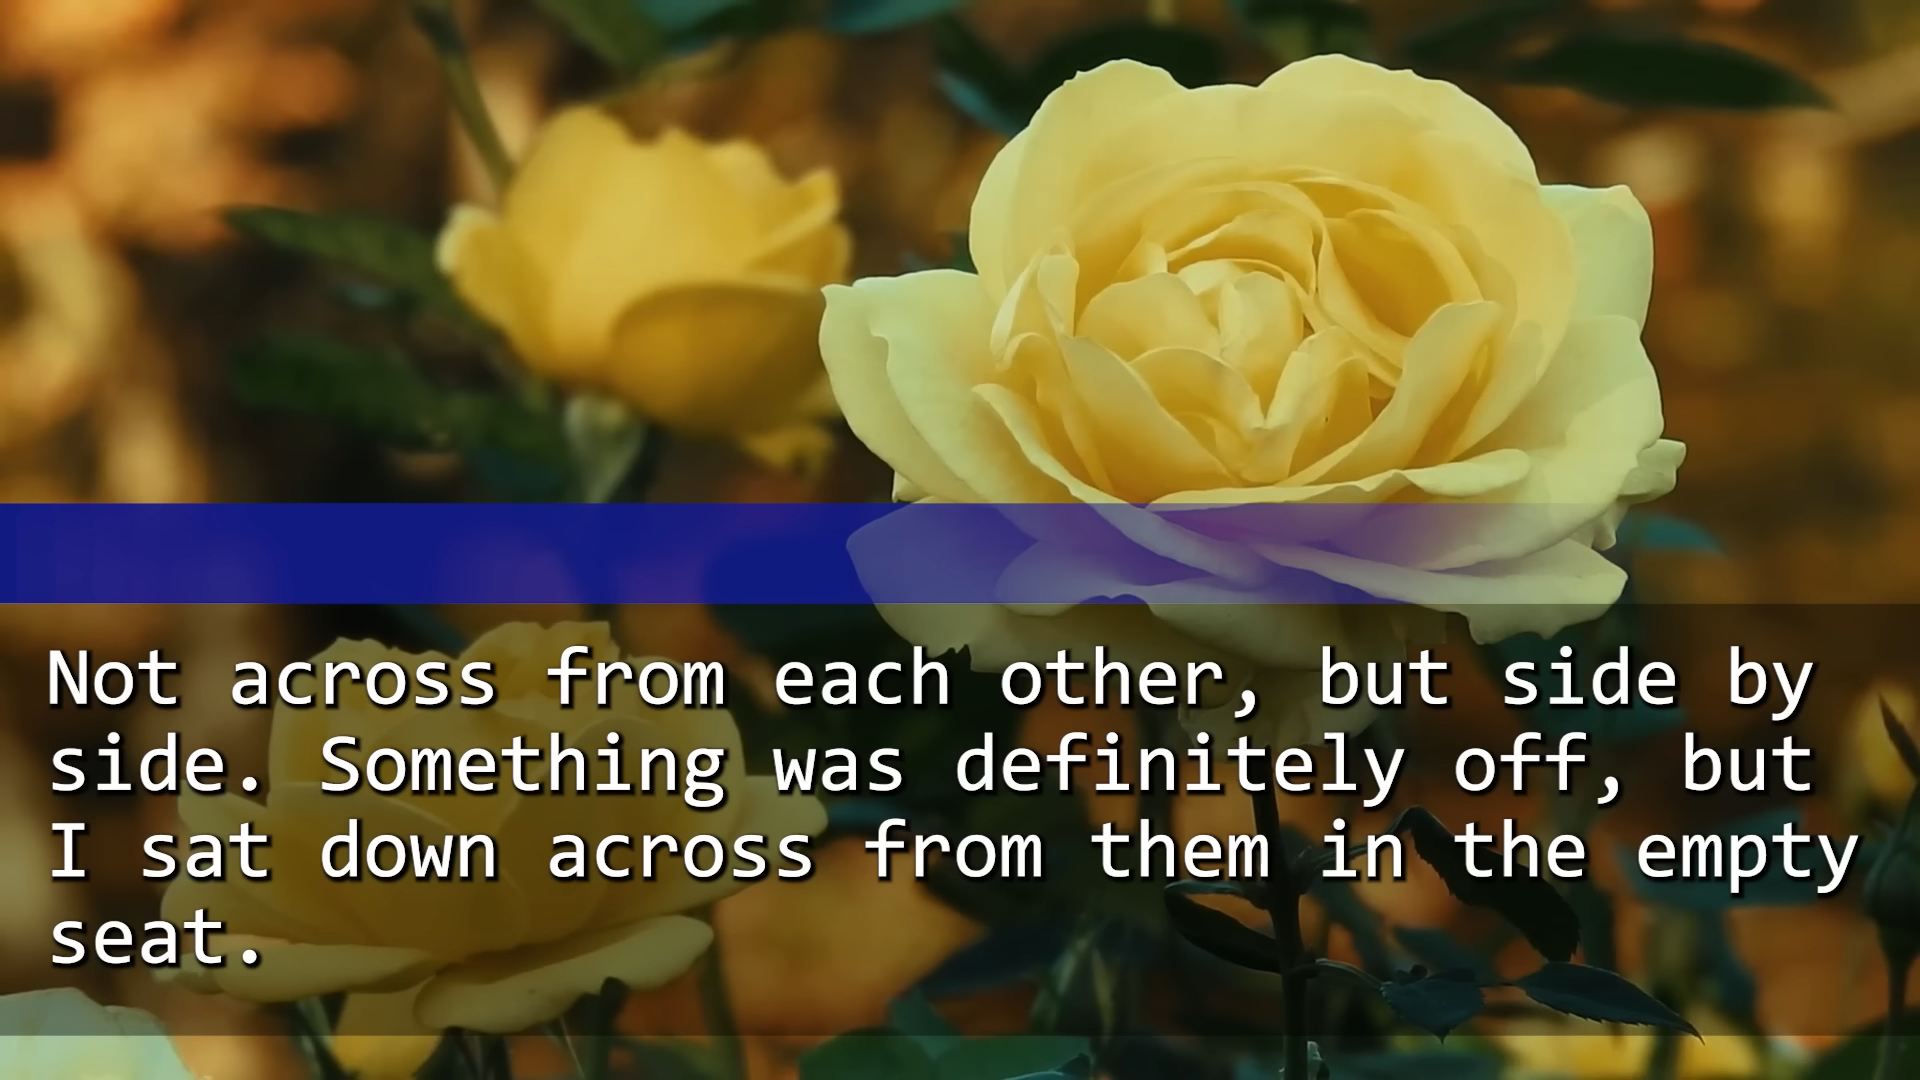 Not across from each other, but side by
side. Something was definitely off, but
I sat down across from them in the empty
seat.